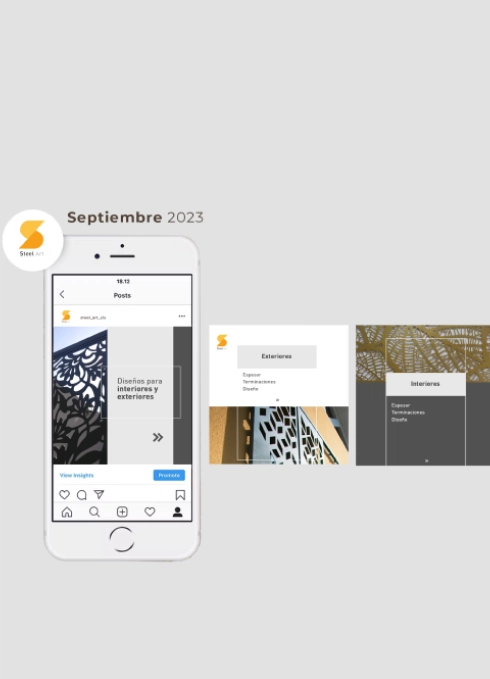 Septiembre 2023
Steel Art
18.12
Posts
Diseños para
interiores y
exteriores
View Insights
Promote
Exteriores
Espesor
Terminaciones
Diseño
Interiores
Espesor
Terminaciones
Diseño